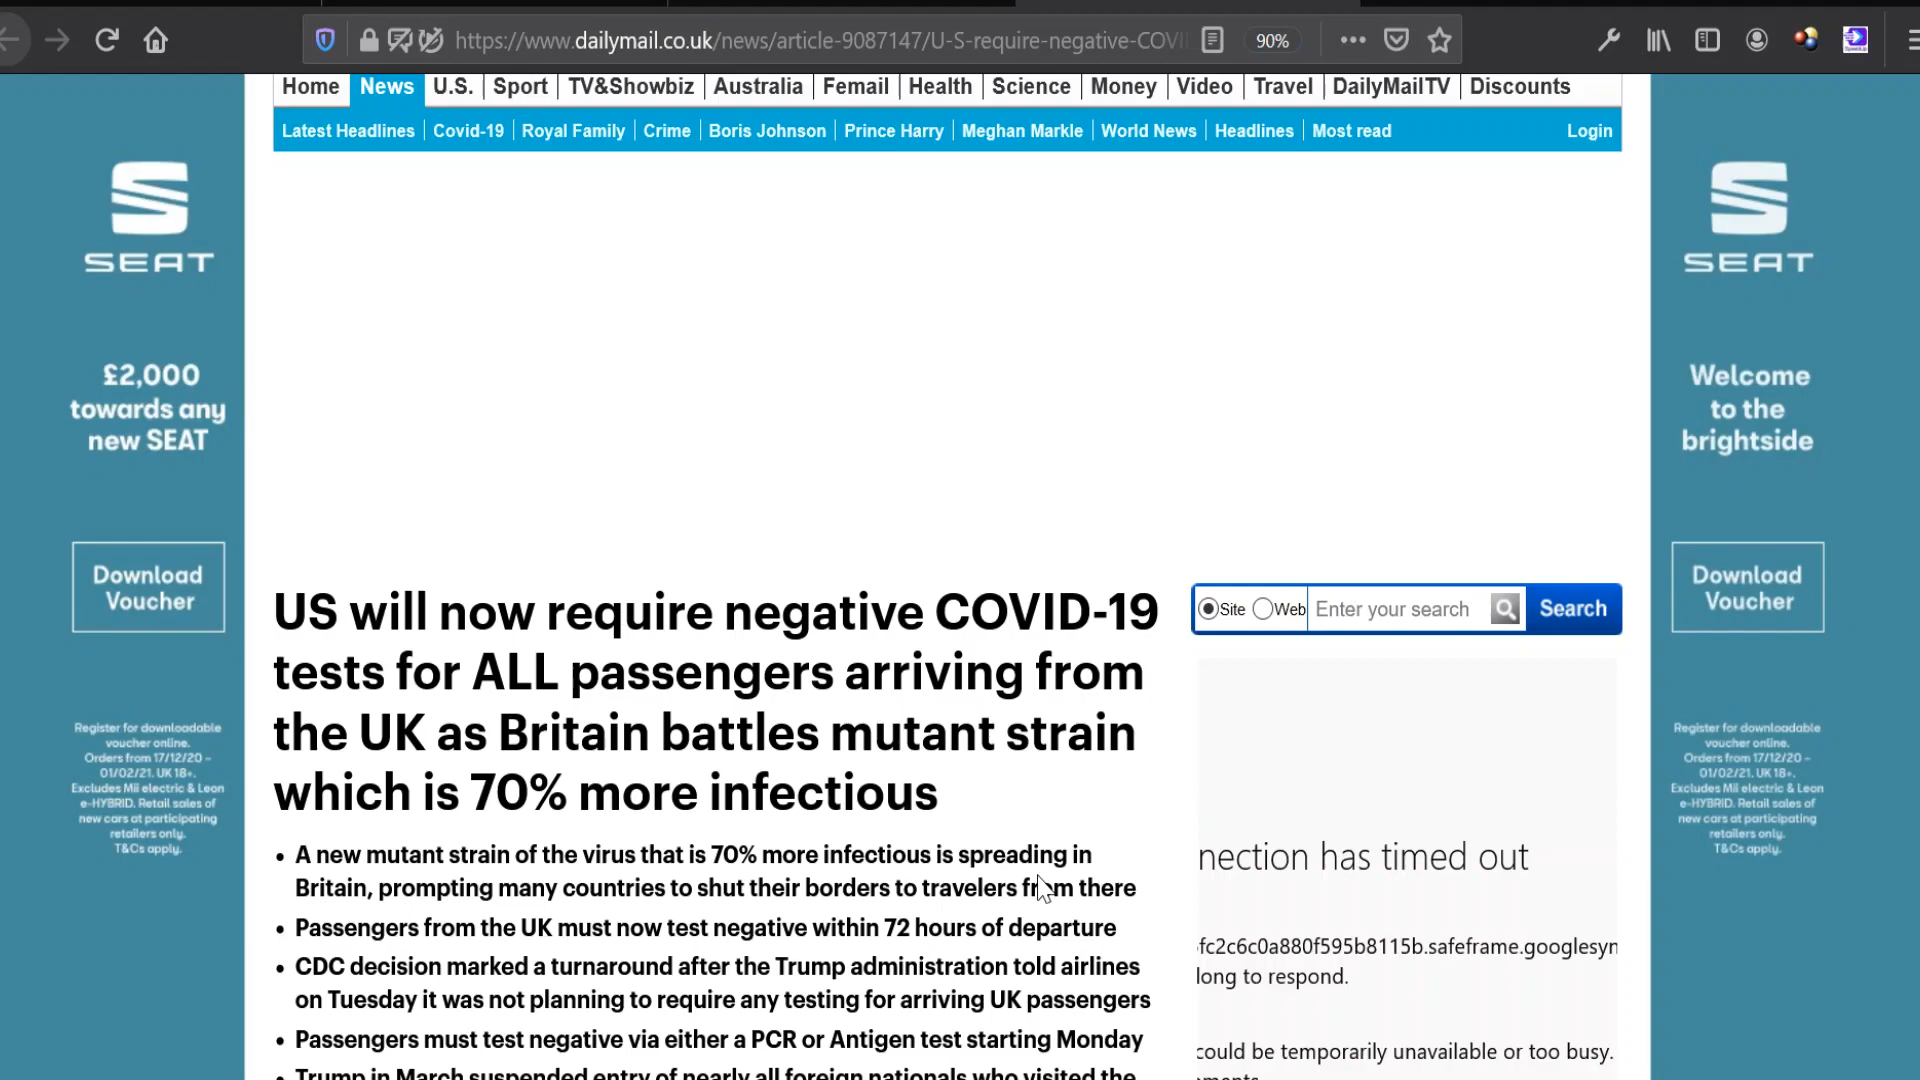 https://www.dailymail.co.uk/news/article-9087147/U-S-require-negative-COVI
90%
Home News U.S. Sport TV&Showbiz Australia Femail Health Science Money Video Travel DailyMailTV Discounts
Latest Headlines Covid-19 Royal Family Crime Boris Johnson Prince Harry Meghan Markle World News Headlines Most read Login
SEAT
£2,000
towards any
new SEAT
Download
Voucher
Register for downloadable
voucher online.
Orders from 17/12/20 –
01/02/21. UK 18+.
Excludes Mii electric & Leon
e-HYBRID. Retail sales of
new cars at participating
retailers only.
T&Cs apply.
US will now require negative COVID-19
tests for ALL passengers arriving from
the UK as Britain battles mutant strain
which is 70% more infectious
• A new mutant strain of the virus that is 70% more infectious is spreading in
Britain, prompting many countries to shut their borders to travelers from there
• Passengers from the UK must now test negative within 72 hours of departure
• CDC decision marked a turnaround after the Trump administration told airlines
on Tuesday it was not planning to require any testing for arriving UK passengers
• Passengers must test negative via either a PCR or Antigen test starting Monday
• Trump in March suspended entry of nearly all foreign nationals who visited the
Site Web Enter your search Search
nection has timed out
fc2c6c0a880f595b8115b.safeframe.googlesyn
long to respond.
could be temporarily unavailable or too busy.
SEAT
Welcome
to the
brightside
Download
Voucher
Register for downloadable
voucher online.
Orders from 17/12/20 –
01/02/21. UK 18+.
Excludes Mii electric & Leon
e-HYBRID. Retail sales of
new cars at participating
retailers only.
T&Cs apply.